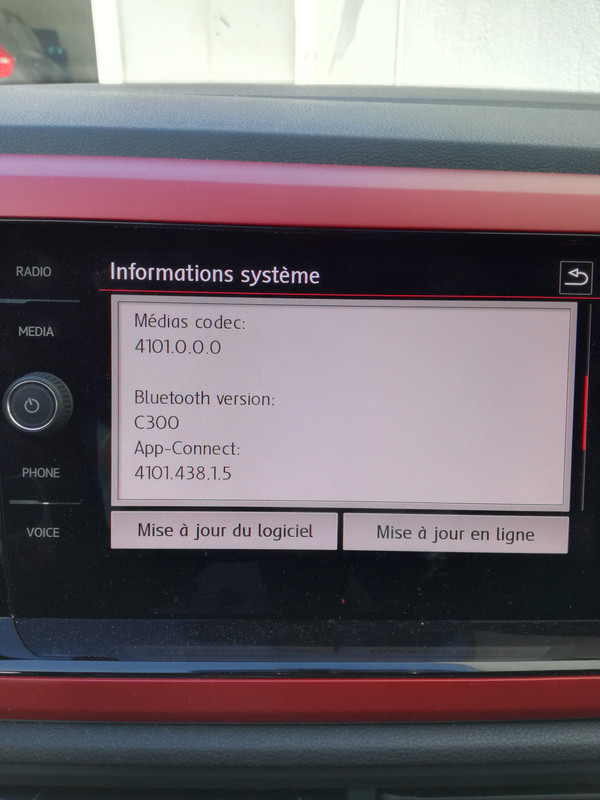 RADIO
MEDIA
PHONE
VOICE
Informations système
Médias codec:
4101.0.0.0
Bluetooth version:
C300
App-Connect:
4101.438.1.5
Mise à jour du logiciel
Mise à jour en ligne